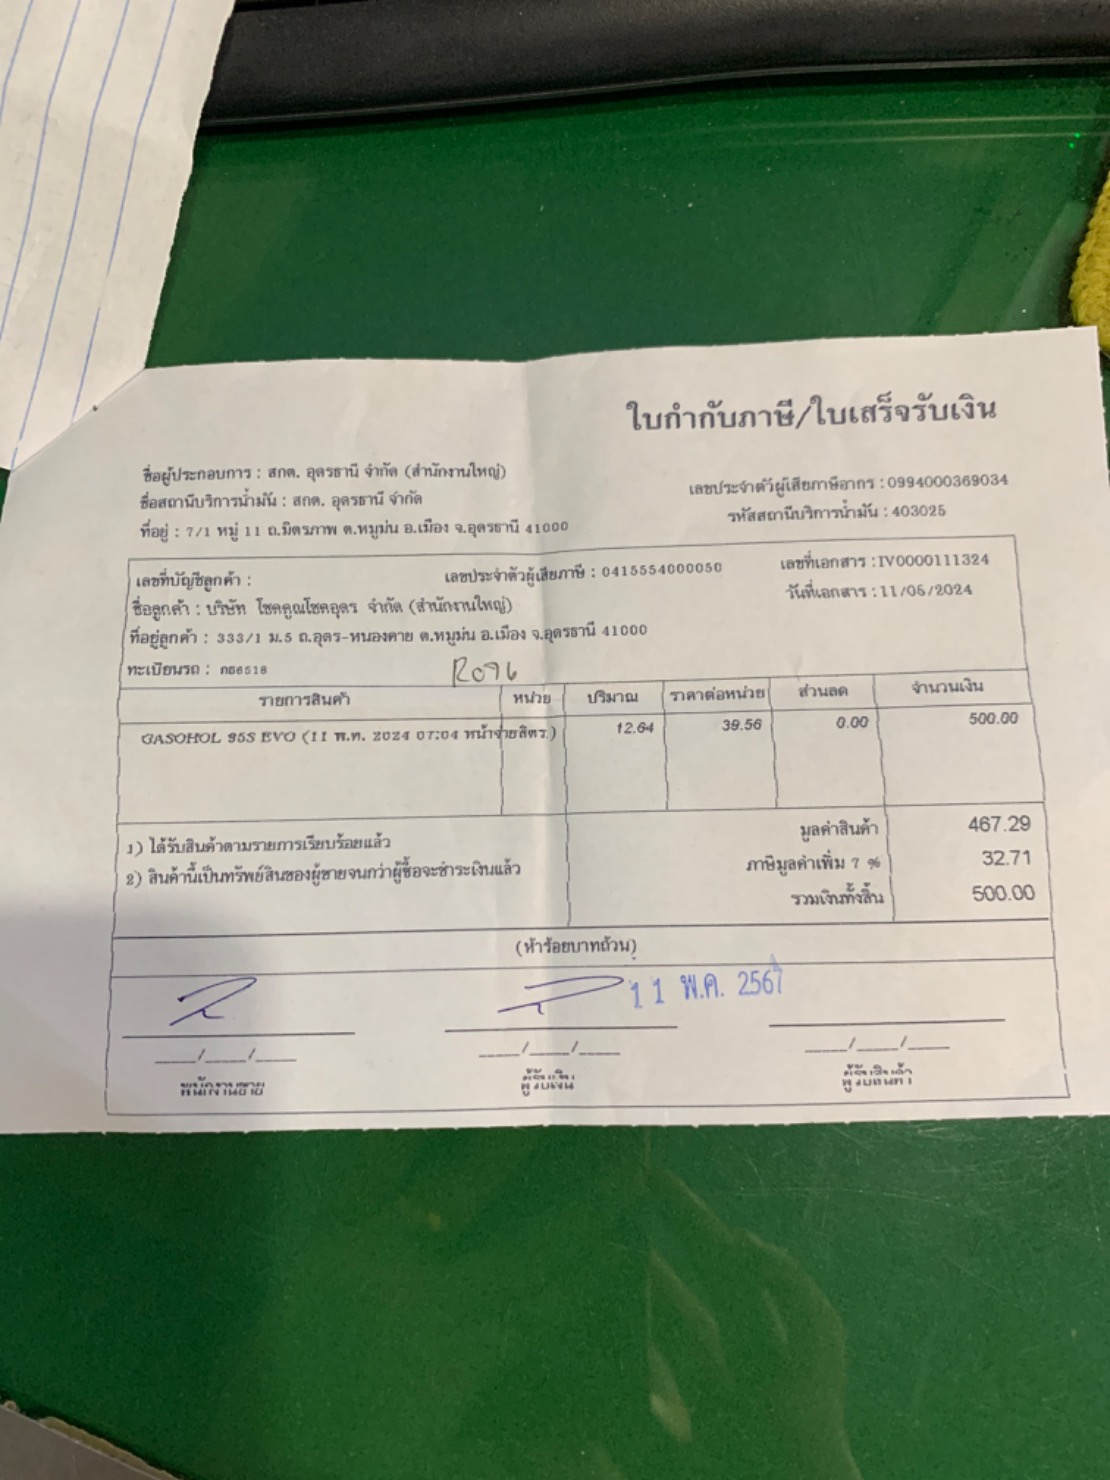 ใบกำกับภาษี/ใบเสร็จรับเงิน
ชื่อผู้ประกอบการ : สกต. อุดรธานี จำกัด (สำนักงานใหญ่)
เลขประจำตัวผู้เสียภาษีอากร : 0994000369034
ชื่อสถานีบริการน้ำมัน : สกต. อุดรธานี จำกัด
รหัสสถานีบริการน้ำมัน : 403025
ที่อยู่ : 7/1 หมู่ 11 ถ.มิตรภาพ ต.หมูม่น อ.เมือง จ.อุดรธานี 41000
เลขที่บัญชีลูกค้า : เลขประจำตัวผู้เสียภาษี : 0415554000050 เลขที่เอกสาร : IV0000111324
ชื่อลูกค้า : บริษัท โชคคูณโชคอุดร จำกัด (สำนักงานใหญ่) วันที่เอกสาร : 11/05/2024
ที่อยู่ลูกค้า : 333/1 ม.5 ถ.อุดร-หนองคาย ต.หมูม่น อ.เมือง จ.อุดรธานี 41000
ทะเบียนรถ : R096
รายการสินค้า หน่วย ปริมาณ ราคาต่อหน่วย ส่วนลด จำนวนเงิน
GASOHOL 95S EVO (11 พ.ค. 2024 07:04 หน้าจ่ายลิตร.) 12.64 39.56 0.00 500.00
1) ได้รับสินค้าตามรายการเรียบร้อยแล้ว
2) สินค้านี้เป็นทรัพย์สินของผู้ขายจนกว่าผู้ซื้อจะชำระเงินแล้ว
มูลค่าสินค้า 467.29
ภาษีมูลค่าเพิ่ม 7 % 32.71
รวมเงินทั้งสิ้น 500.00
(ห้าร้อยบาทถ้วน)
11 พ.ค. 2567
___/___/___ ___/___/___ ___/___/___
พนักงานขาย ผู้รับเงิน ผู้รับสินค้า